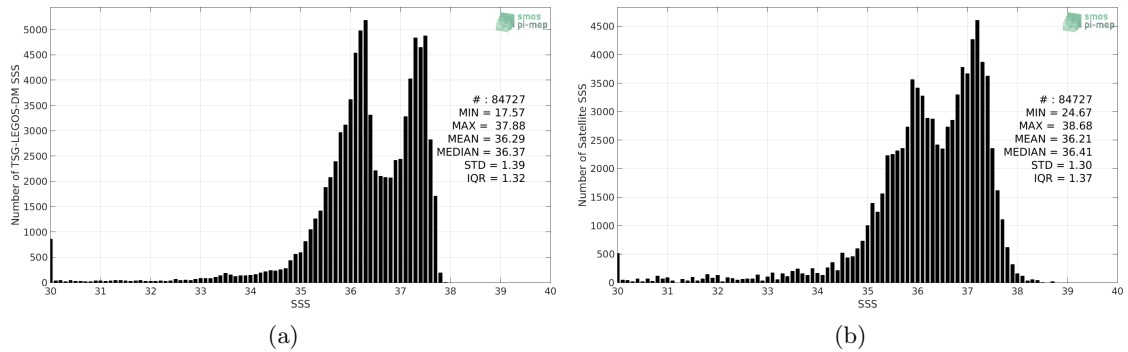 smos
pi-mep
5000
4500
4000
3500
3000
2500
2000
1500
1000
500
0
Number of TSG-LEGOS-DM SSS
# : 84727
MIN = 17.57
MAX = 37.88
MEAN = 36.29
MEDIAN = 36.37
STD = 1.39
IQR = 1.32
30 31 32 33 34 35 36 37 38 39 40
SSS
(a)
smos
pi-mep
4500
4000
3500
3000
2500
2000
1500
1000
500
0
Number of Satellite SSS
# : 84727
MIN = 24.67
MAX = 38.68
MEAN = 36.21
MEDIAN = 36.41
STD = 1.30
IQR = 1.37
30 31 32 33 34 35 36 37 38 39 40
SSS
(b)